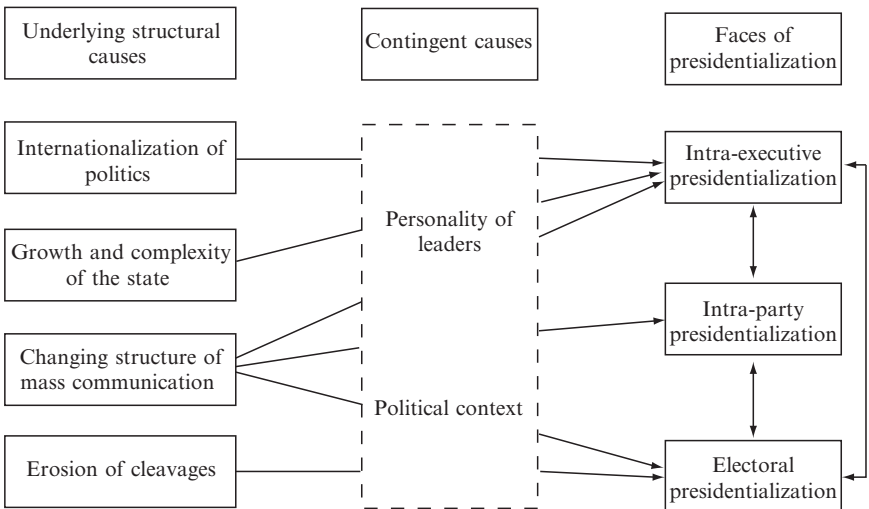 Underlying structural
causes
Contingent causes
Faces of
presidentialization
Internationalization of
politics
Growth and complexity
of the state
Changing structure of
mass communication
Erosion of cleavages
Personality of
leaders
Political context
Intra-executive
presidentialization
Intra-party
presidentialization
Electoral
presidentialization